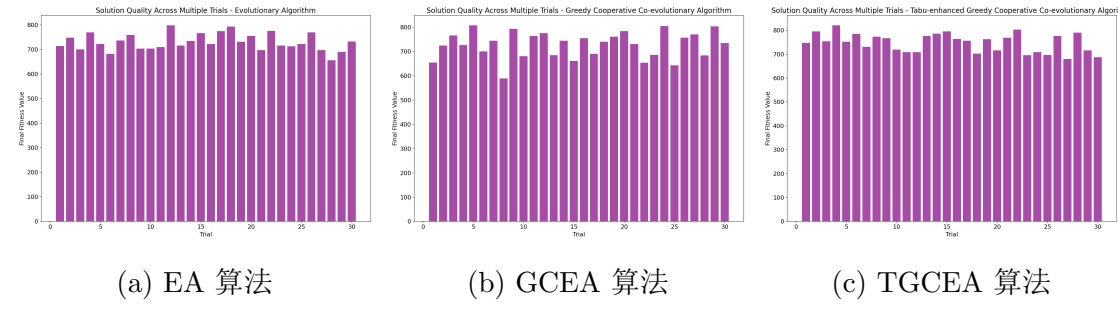 Solution Quality Across Multiple Trials - Evolutionary Algorithm
Final Fitness Value
800
700
600
500
400
300
200
100
0
0 5 10 15 20 25 30
Trial
(a) EA 算法
Solution Quality Across Multiple Trials - Greedy Cooperative Co-evolutionary Algorithm
Final Fitness Value
800
700
600
500
400
300
200
100
0
0 5 10 15 20 25 30
Trial
(b) GCEA 算法
Solution Quality Across Multiple Trials - Tabu-enhanced Greedy Cooperative Co-evolutionary Algori
Final Fitness Value
800
700
600
500
400
300
200
100
0
0 5 10 15 20 25 30
Trial
(c) TGCEA 算法